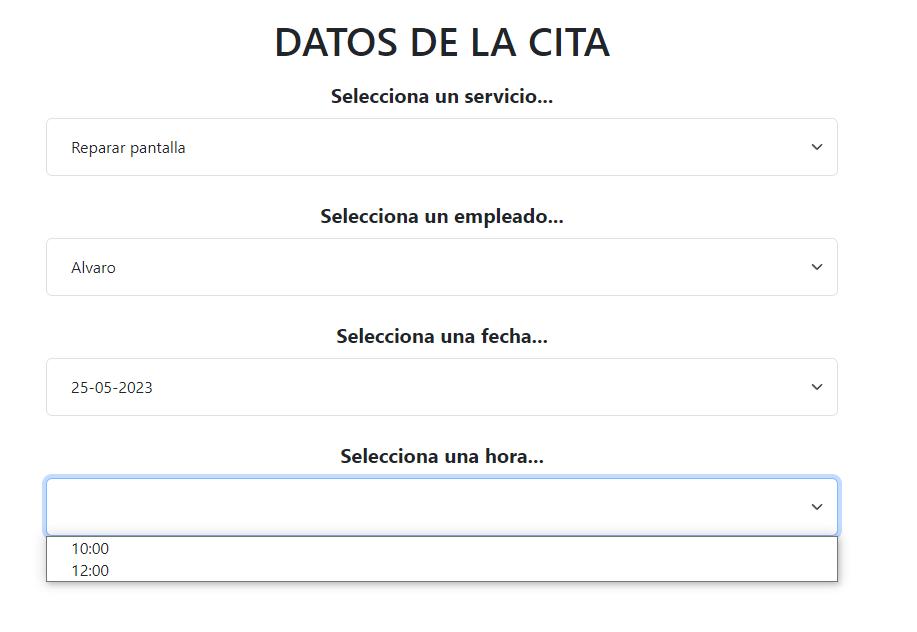 DATOS DE LA CITA
Selecciona un servicio...
Reparar pantalla
Selecciona un empleado...
Alvaro
Selecciona una fecha...
25-05-2023
Selecciona una hora...
10:00
12:00